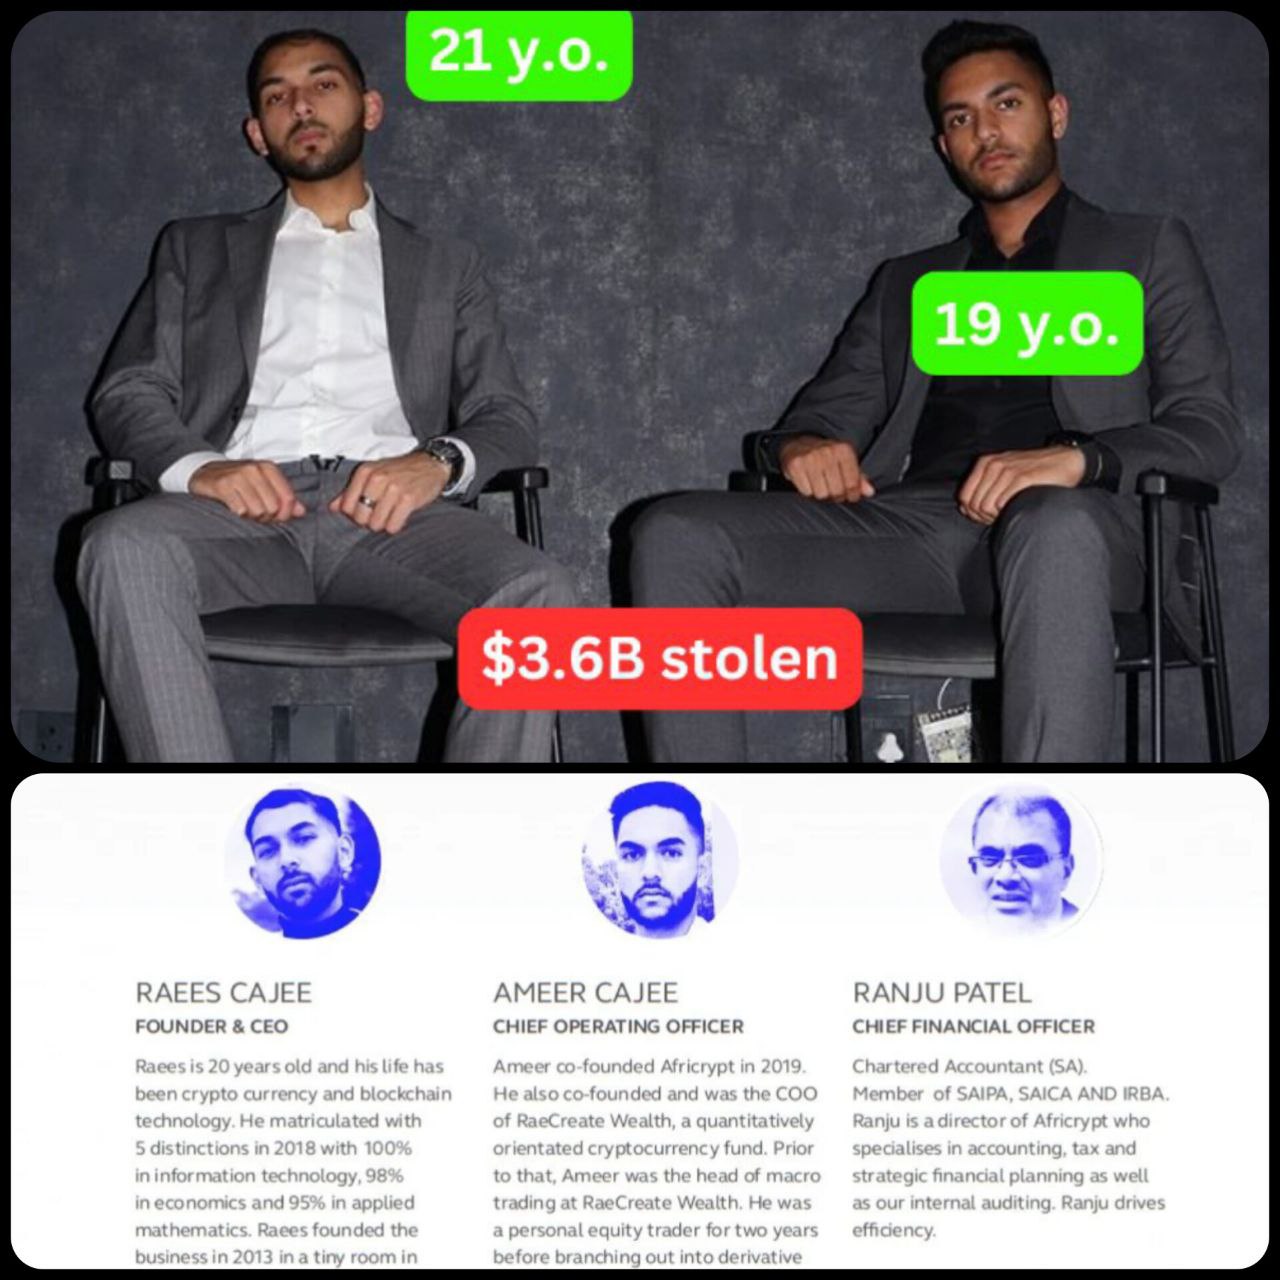 21 y.o.
19 y.o.
$3.6B stolen
RAEES CAJEE
FOUNDER & CEO
Raees is 20 years old and his life has
been crypto currency and blockchain
technology. He matriculated with
5 distinctions in 2018 with 100%
in information technology, 98%
in economics and 95% in applied
mathematics. Raees founded the
business in 2013 in a tiny room in
AMEER CAJEE
CHIEF OPERATING OFFICER
Ameer co-founded Africrypt in 2019.
He also co-founded and was the COO
of RaeCreate Wealth, a quantitatively
orientated cryptocurrency fund. Prior
to that, Ameer was the head of macro
trading at RaeCreate Wealth. He was
a personal equity trader for two years
before branching out into derivative
RANJU PATEL
CHIEF FINANCIAL OFFICER
Chartered Accountant (SA).
Member of SAIPA, SAICA AND IRBA.
Ranju is a director of Africrypt who
specialises in accounting, tax and
strategic financial planning as well
as our internal auditing. Ranju drives
efficiency.